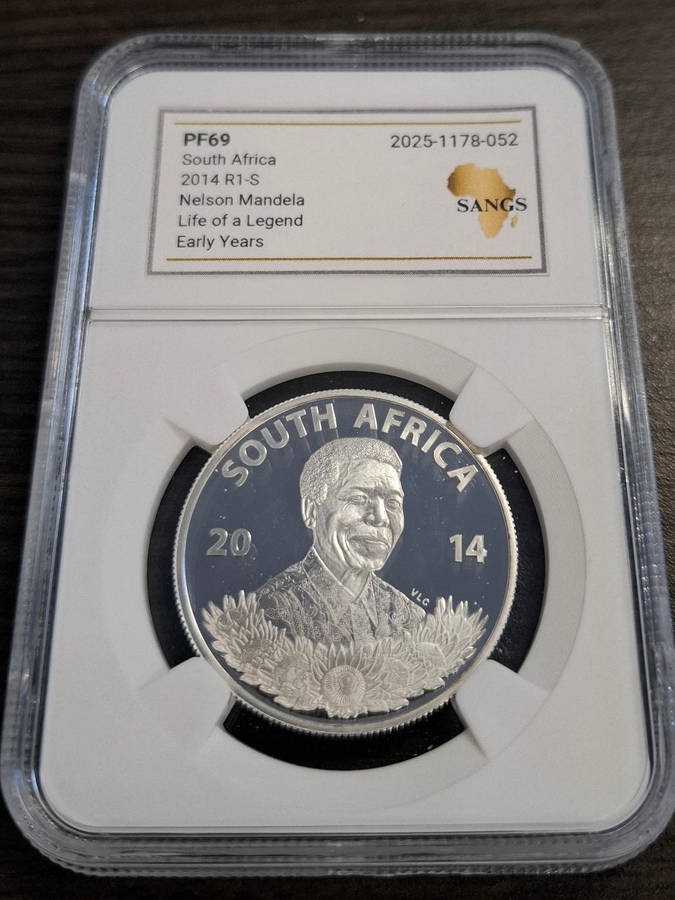 PF69
2025-1178-052
South Africa
2014 R1-S
Nelson Mandela
Life of a Legend
Early Years
SANGS
SOUTH AFRICA
20 14
VLG